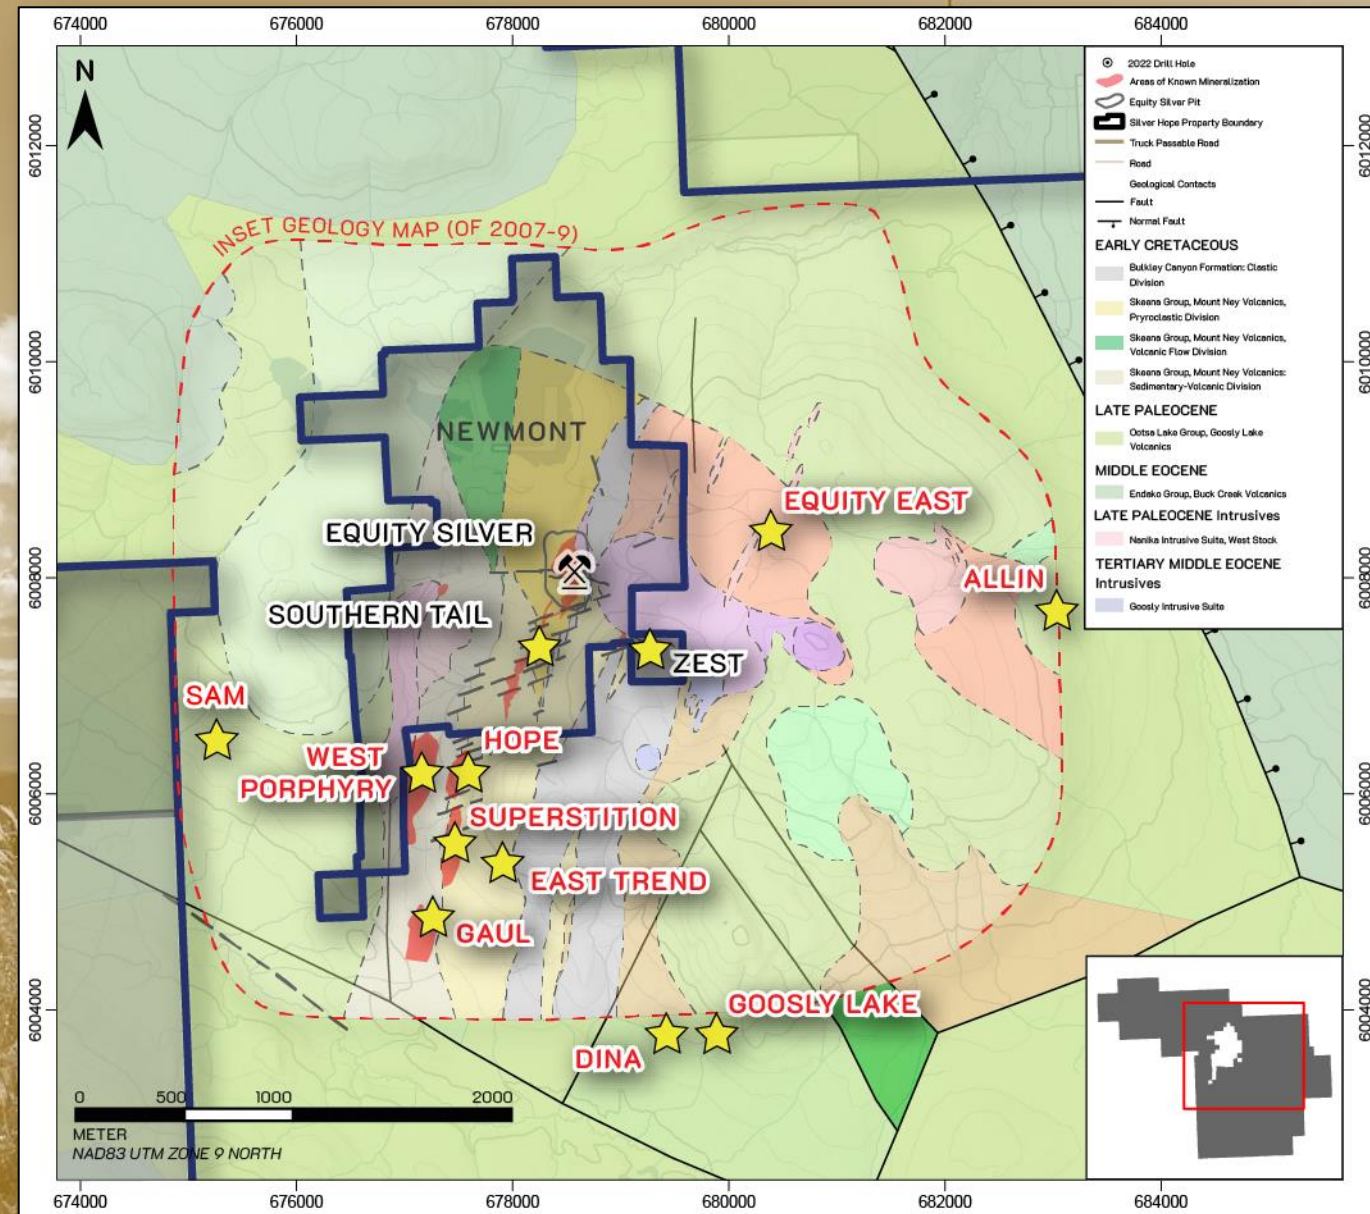 674000 676000 678000 680000 682000 684000
N
6012000
6010000
6008000
6006000
6004000
6012000
6010000
6008000
6006000
6004000
INSET GEOLOGY MAP (OF 2007-9)
NEWMONT
EQUITY SILVER
SOUTHERN TAIL
EQUITY EAST
ALLIN
ZEST
SAM
WEST
PORPHYRY
HOPE
SUPERSTITION
EAST TREND
GAUL
GOOSLY LAKE
DINA
0 500 1000 2000
METER
NAD83 UTM ZONE 9 NORTH
2022 Drill Hole
Areas of Known Mineralization
Equity Silver Pit
Silver Hope Property Boundary
Truck Passable Road
Road
Geological Contacts
Fault
Normal Fault
EARLY CRETACEOUS
Bulkley Canyon Formation: Clastic
Division
Skeena Group, Mount Ney Volcanics,
Pryroclastic Division
Skeena Group, Mount Ney Volcanics,
Volcanic Flow Division
Skeena Group, Mount Ney Volcanics:
Sedimentary-Volcanic Division
LATE PALEOCENE
Ootsa Lake Group, Goosly Lake
Volcanics
MIDDLE EOCENE
Endako Group, Buck Creek Volcanics
LATE PALEOCENE Intrusives
Nanika Intrusive Suite, West Stock
TERTIARY MIDDLE EOCENE
Intrusives
Goosly Intrusive Suite
674000 676000 678000 680000 682000 684000